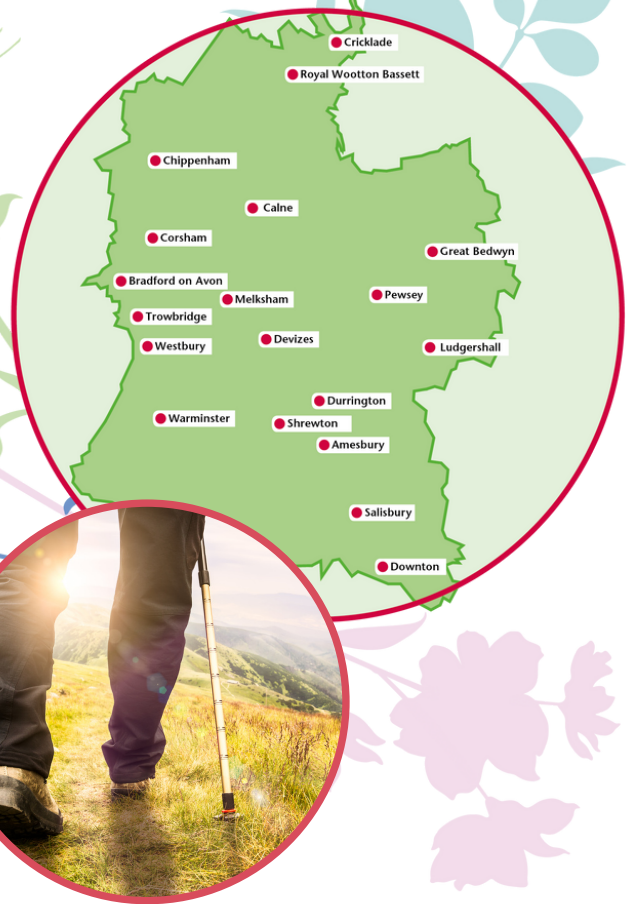 Cricklade
Royal Wootton Bassett
Chippenham
Calne
Corsham
Great Bedwyn
Bradford on Avon
Pewsey
Melksham
Trowbridge
Devizes
Westbury
Ludgershall
Durrington
Warminster
Shrewton
Amesbury
Salisbury
Downton